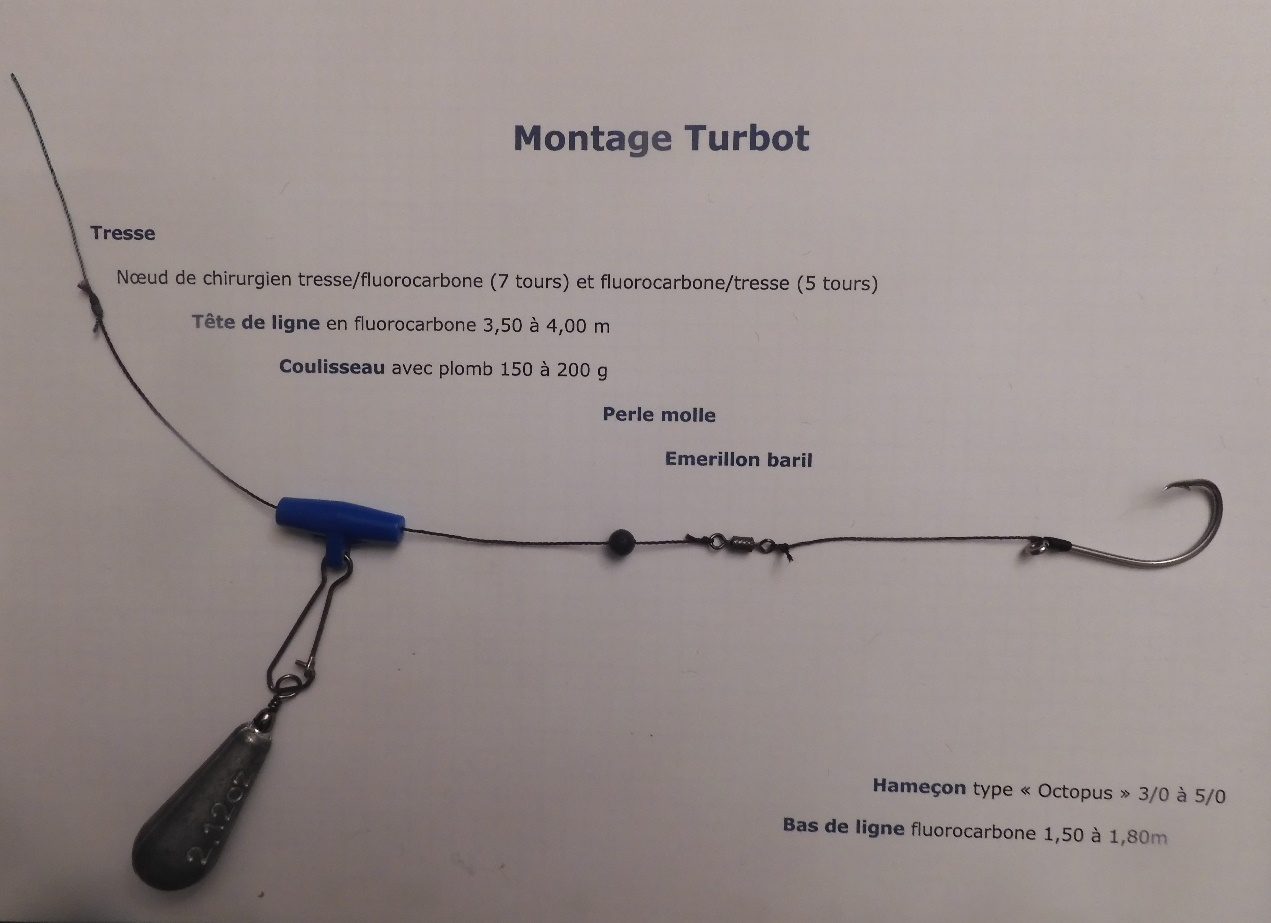 Montage Turbot
Tresse
Nœud de chirurgien tresse/fluorocarbone (7 tours) et fluorocarbone/tresse (5 tours)
Tête de ligne en fluorocarbone 3,50 à 4,00 m
Coulisseau avec plomb 150 à 200 g
Perle molle
Emerillon baril
2.12oz
Hameçon type « Octopus » 3/0 à 5/0
Bas de ligne fluorocarbone 1,50 à 1,80m